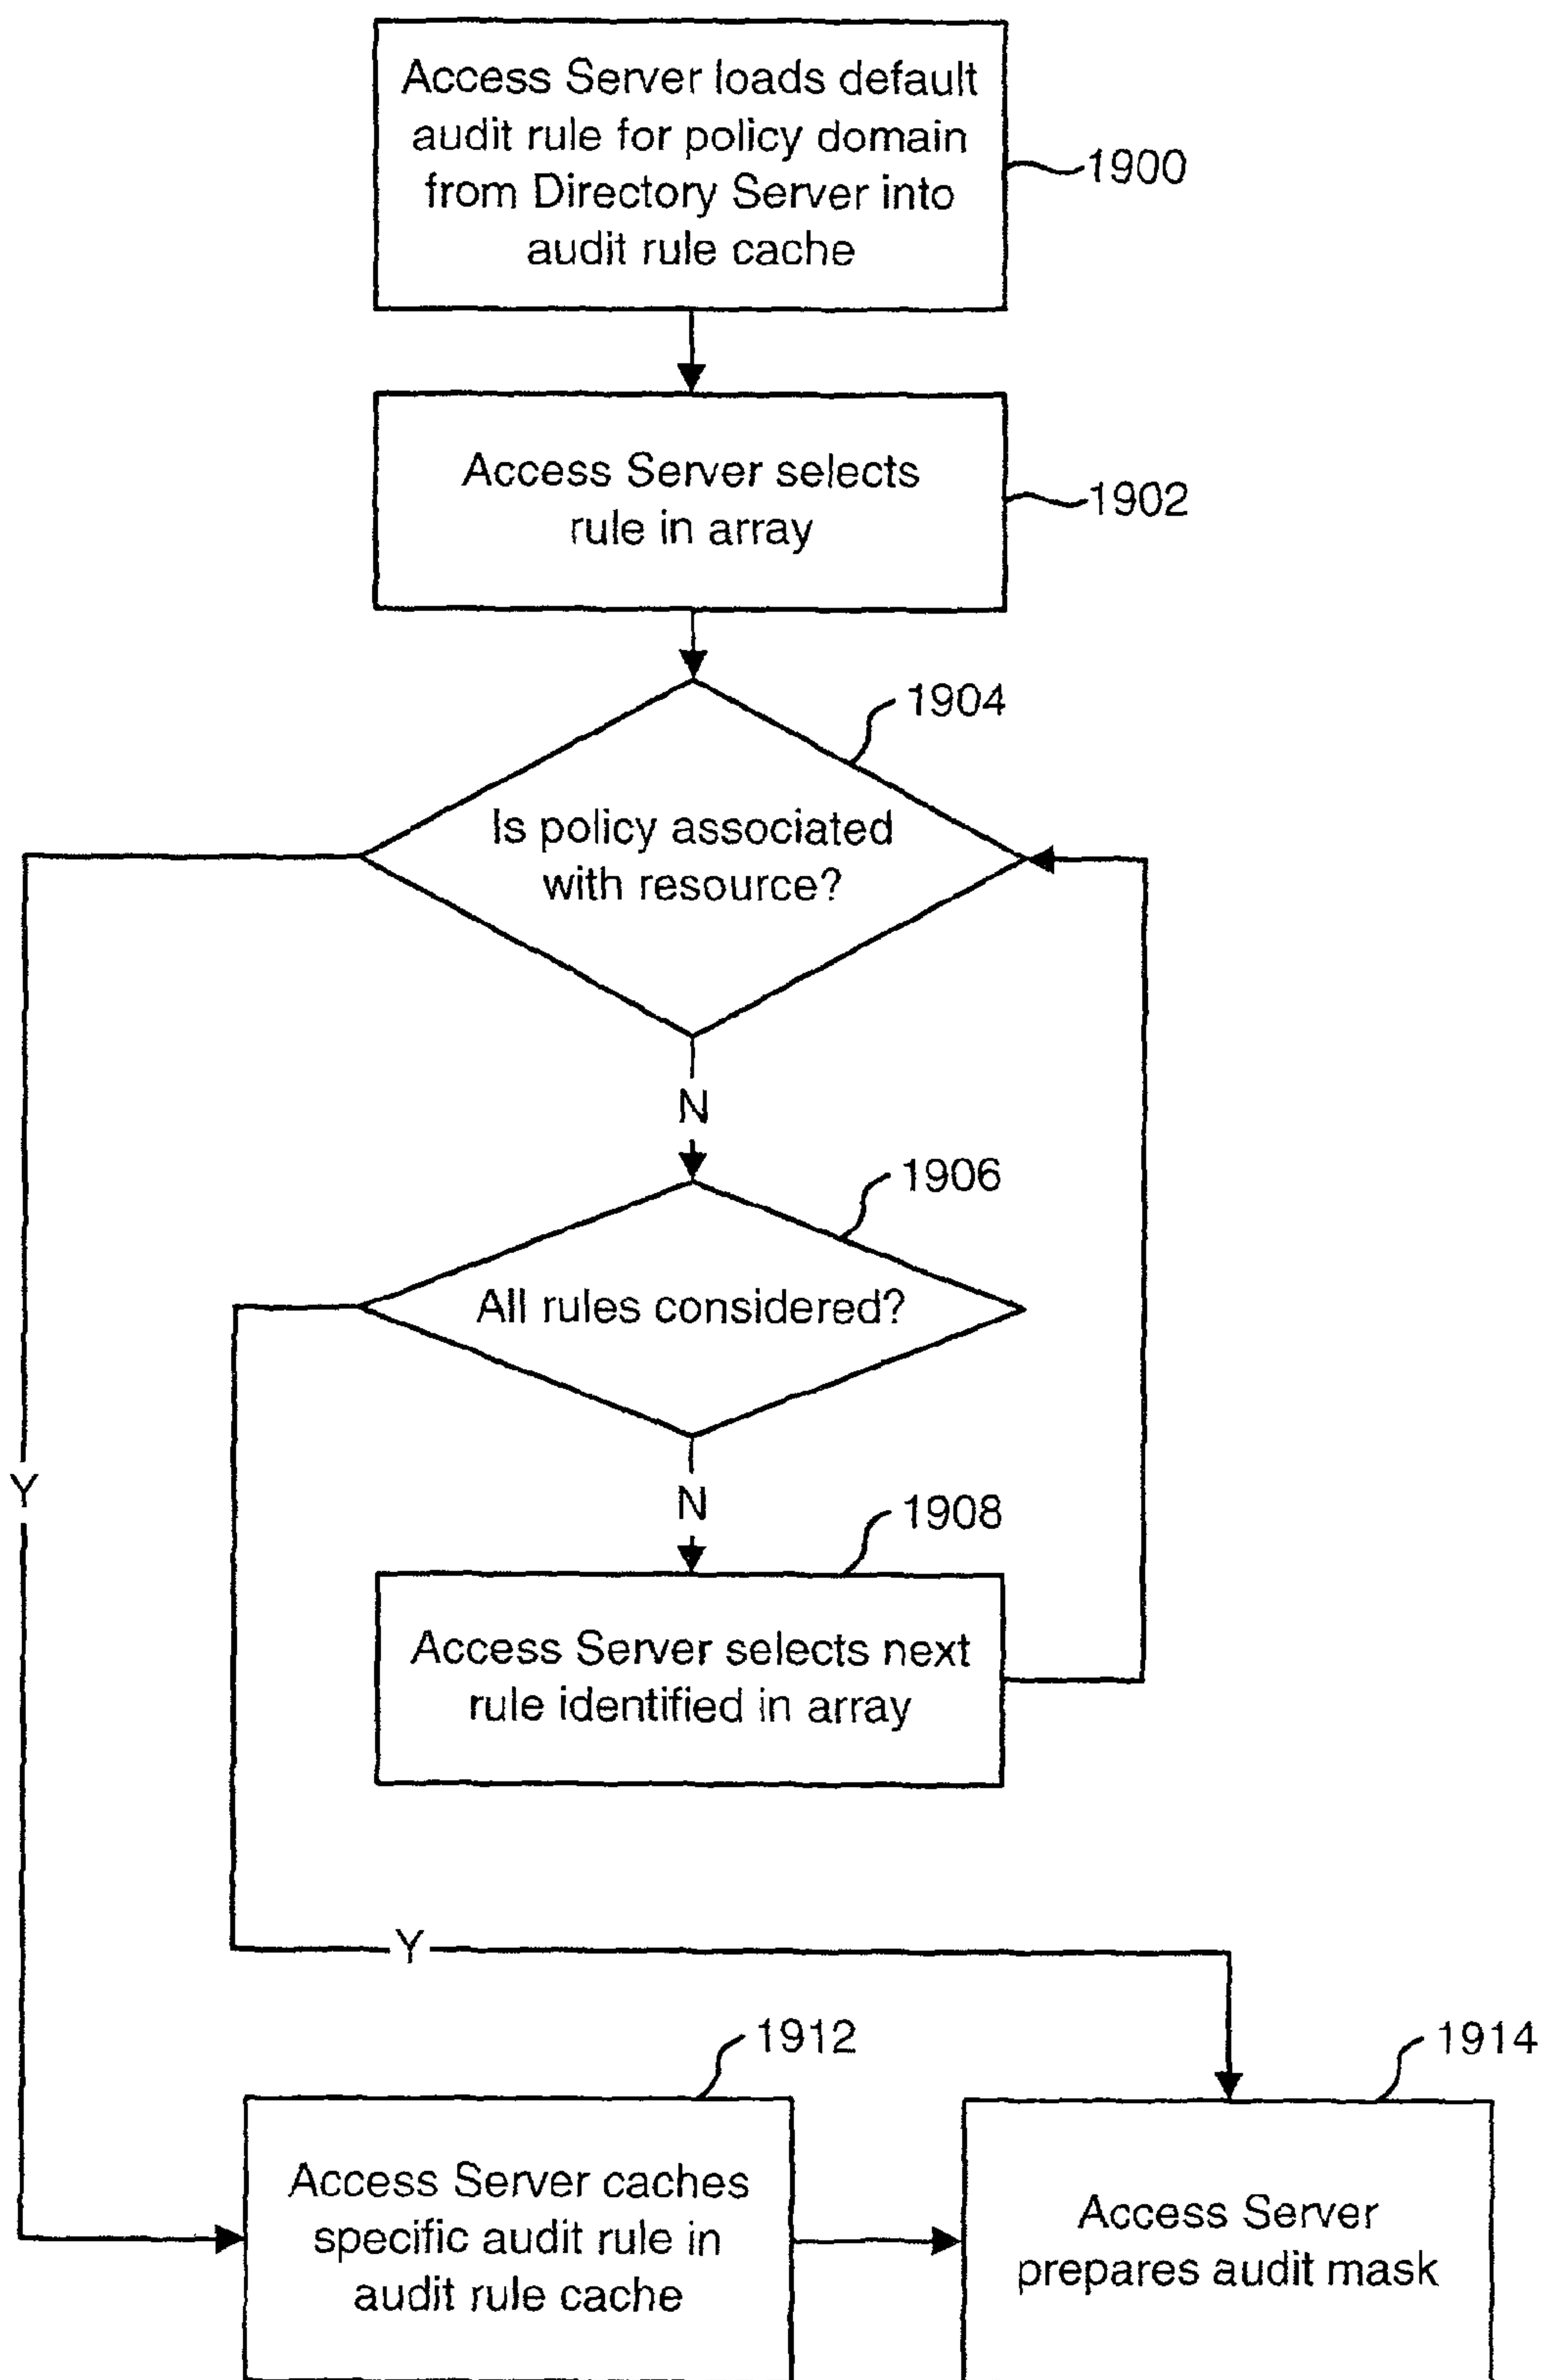 Access Server loads default
audit rule for policy domain
from Directory Server into
audit rule cache
1900
Access Server selects
rule in array
1902
1904
Is policy associated
with resource?
N
1906
All rules considered?
N
1908
Access Server selects next
rule identified in array
Y
Y
1912
Access Server caches
specific audit rule in
audit rule cache
1914
Access Server
prepares audit mask